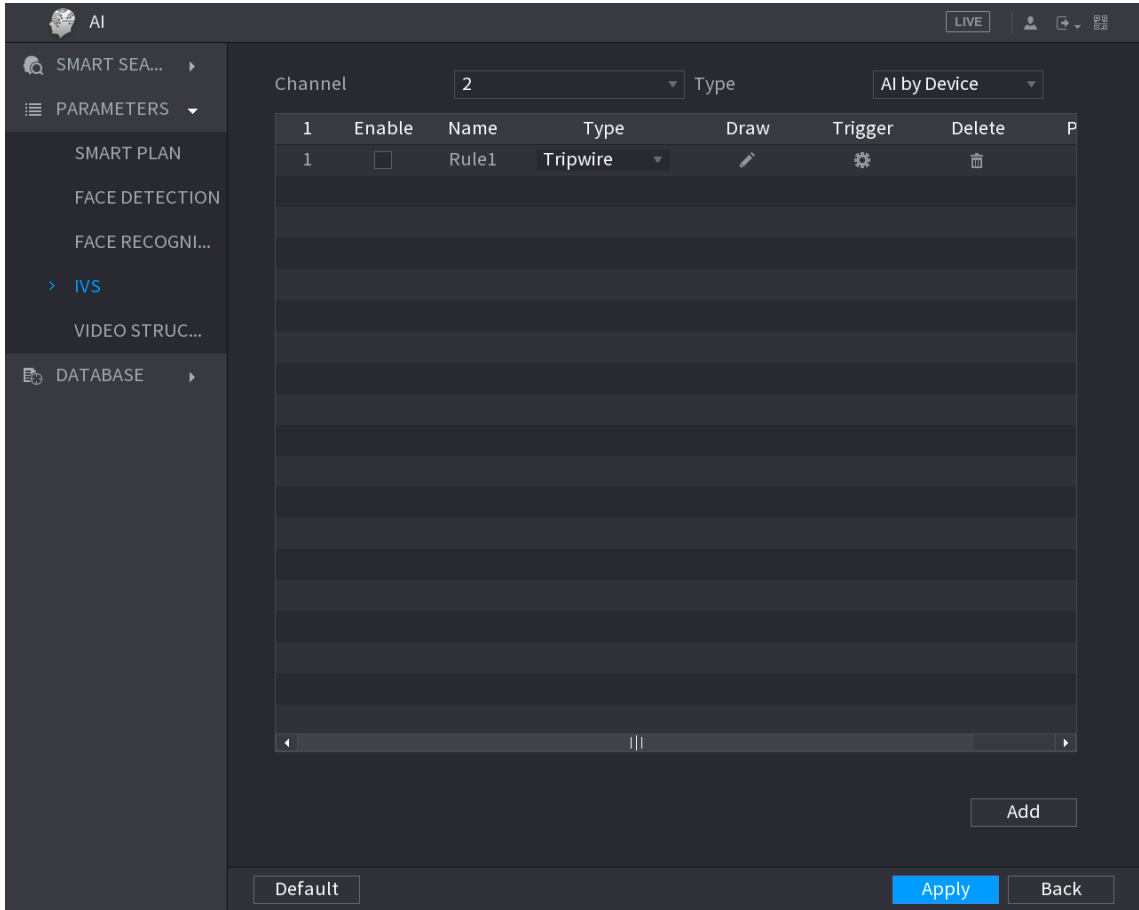 AI
LIVE
SMART SEA...
PARAMETERS
SMART PLAN
FACE DETECTION
FACE RECOGNI...
IVS
VIDEO STRUC...
DATABASE
Channel 2 Type AI by Device
1 Enable Name Type Draw Trigger Delete P
1 Rule1 Tripwire
Add
Default Apply Back